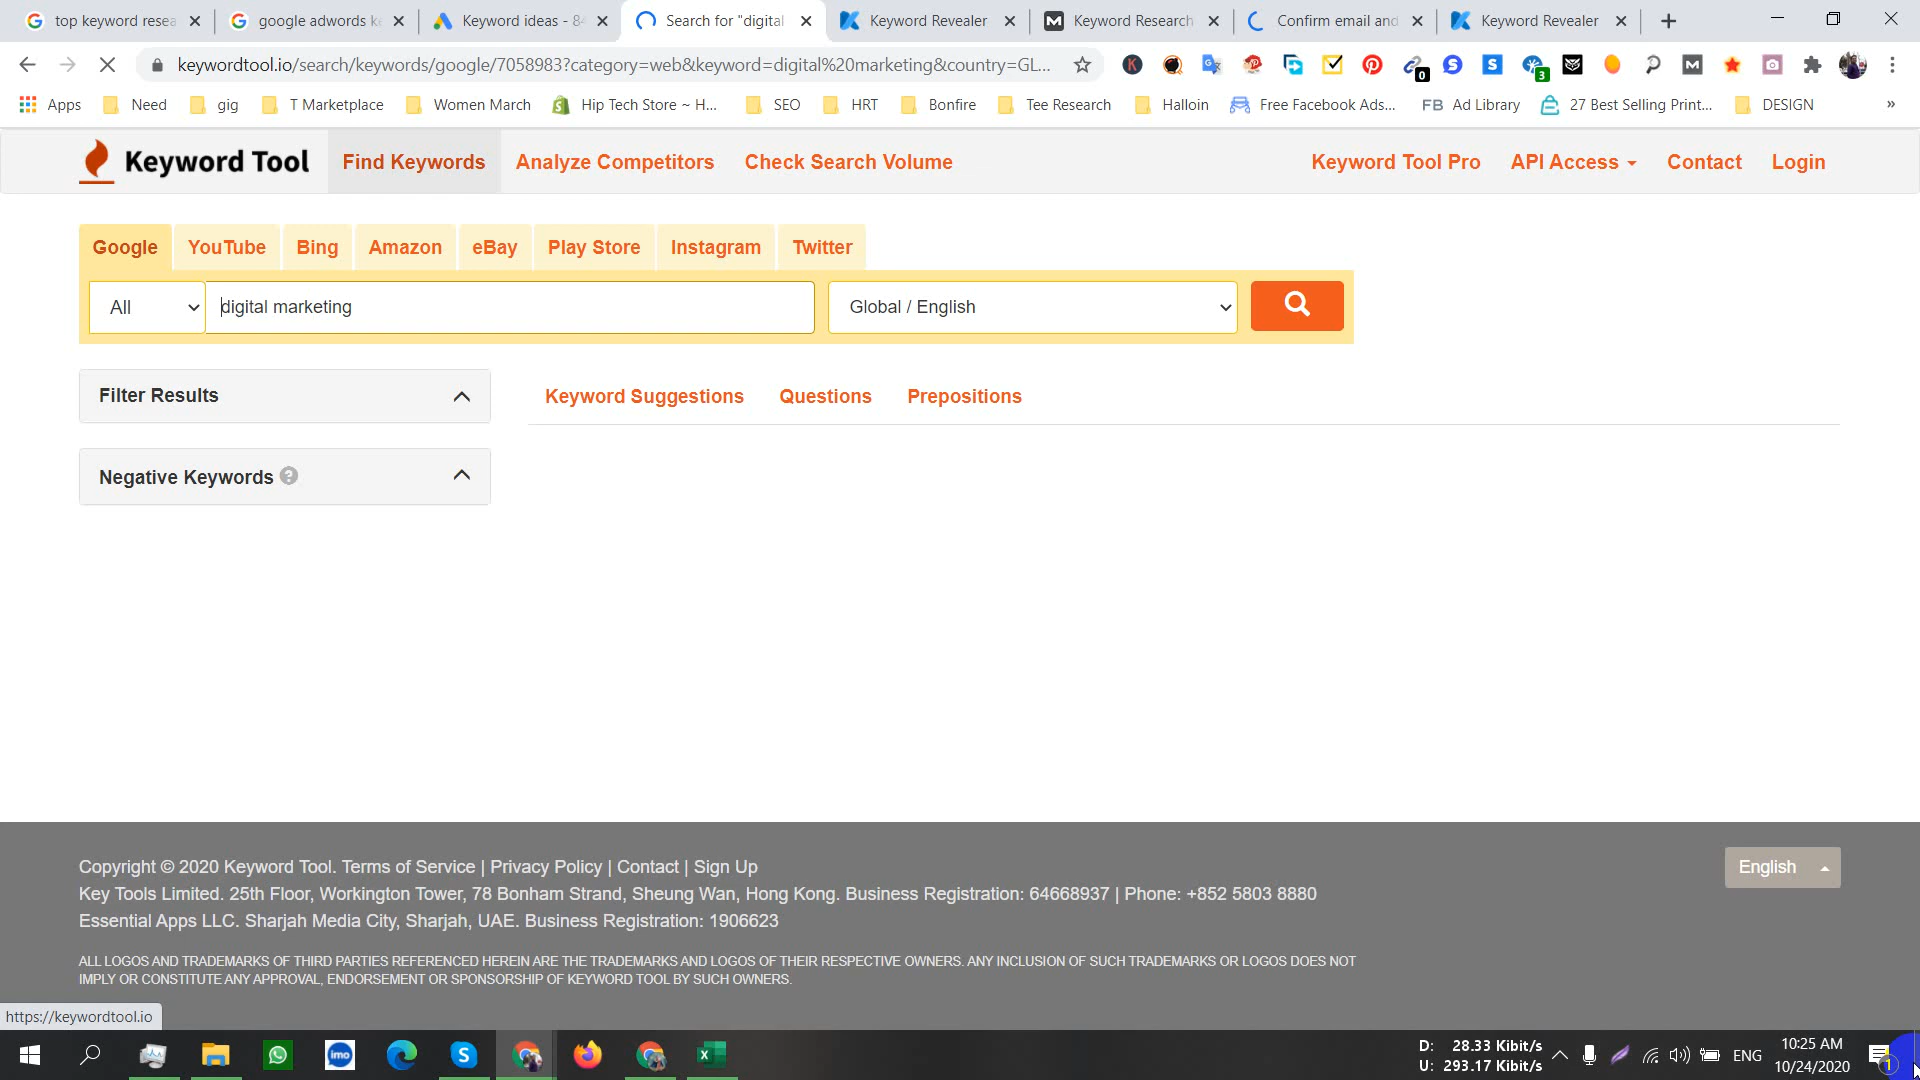 top keyword resea
google adwords ke
Keyword ideas - 84
Search for "digital
Keyword Revealer
Keyword Research
Confirm email and
Keyword Revealer
keywordtool.io/search/keywords/google/7058983?category=web&keyword=digital%20marketing&country=GL...
0
3
Apps
Need
gig
T Marketplace
Women March
Hip Tech Store ~ H...
SEO
HRT
Bonfire
Tee Research
Halloin
Free Facebook Ads...
FB Ad Library
27 Best Selling Print...
DESIGN
»
Keyword Tool
Find Keywords
Analyze Competitors
Check Search Volume
Keyword Tool Pro
API Access
Contact
Login
Google
YouTube
Bing
Amazon
eBay
Play Store
Instagram
Twitter
All
digital marketing
Global / English
Filter Results
Keyword Suggestions
Questions
Prepositions
Negative Keywords ?
Copyright © 2020 Keyword Tool. Terms of Service | Privacy Policy | Contact | Sign Up
Key Tools Limited. 25th Floor, Workington Tower, 78 Bonham Strand, Sheung Wan, Hong Kong. Business Registration: 64668937 | Phone: +852 5803 8880
Essential Apps LLC. Sharjah Media City, Sharjah, UAE. Business Registration: 1906623
English
ALL LOGOS AND TRADEMARKS OF THIRD PARTIES REFERENCED HEREIN ARE THE TRADEMARKS AND LOGOS OF THEIR RESPECTIVE OWNERS. ANY INCLUSION OF SUCH TRADEMARKS OR LOGOS DOES NOT
IMPLY OR CONSTITUTE ANY APPROVAL, ENDORSEMENT OR SPONSORSHIP OF KEYWORD TOOL BY SUCH OWNERS.
https://keywordtool.io
imo
D: 28.33 Kibit/s
U: 293.17 Kibit/s
ENG
10:25 AM
10/24/2020
1